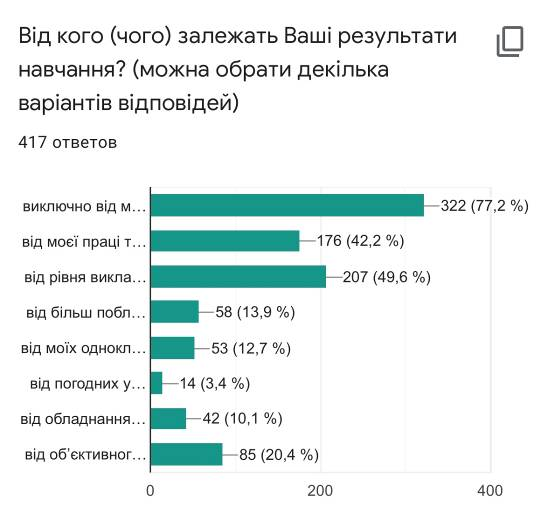 Від кого (чого) залежать Ваші результати
навчання? (можна обрати декілька
варіантів відповідей)
417 ответов
виключно від м... 322 (77,2 %)
від моєї праці т... 176 (42,2 %)
від рівня викла... 207 (49,6 %)
від більш побл... 58 (13,9 %)
від моїх однокл... 53 (12,7 %)
від погодних у... 14 (3,4 %)
від обладнання... 42 (10,1 %)
від об'єктивног... 85 (20,4 %)
0 200 400